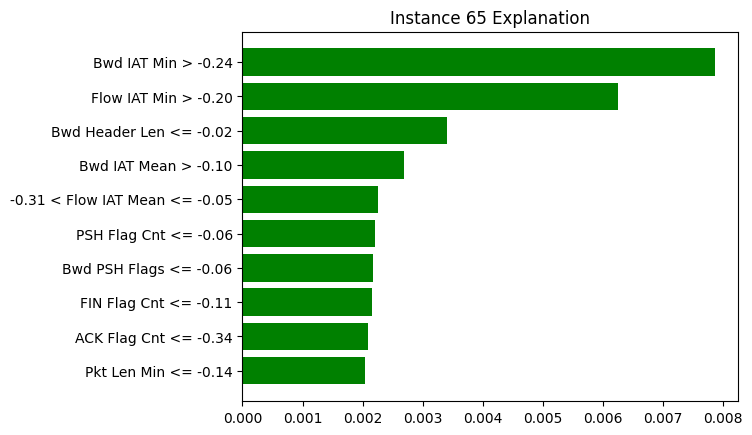 Instance 65 Explanation
Bwd IAT Min > -0.24
Flow IAT Min > -0.20
Bwd Header Len <= -0.02
Bwd IAT Mean > -0.10
-0.31 < Flow IAT Mean <= -0.05
PSH Flag Cnt <= -0.06
Bwd PSH Flags <= -0.06
FIN Flag Cnt <= -0.11
ACK Flag Cnt <= -0.34
Pkt Len Min <= -0.14
0.000 0.001 0.002 0.003 0.004 0.005 0.006 0.007 0.008